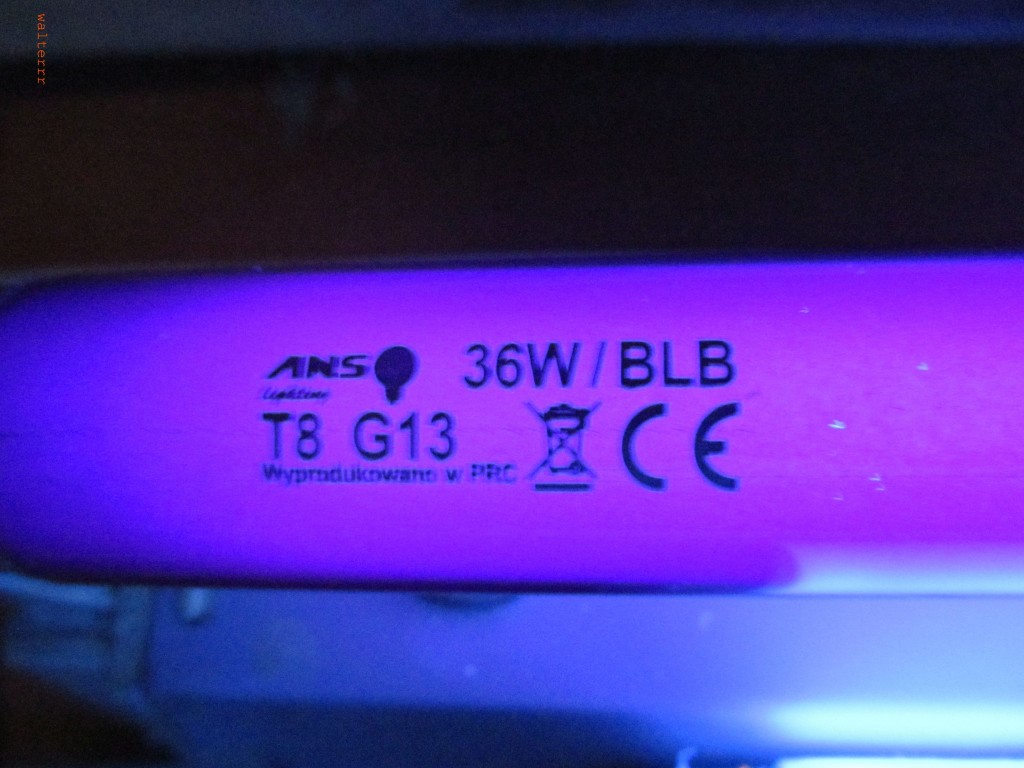 walterrr
ANS
Lighting
36W/BLB
T8 G13
Wyprodukowano w PRC
CE